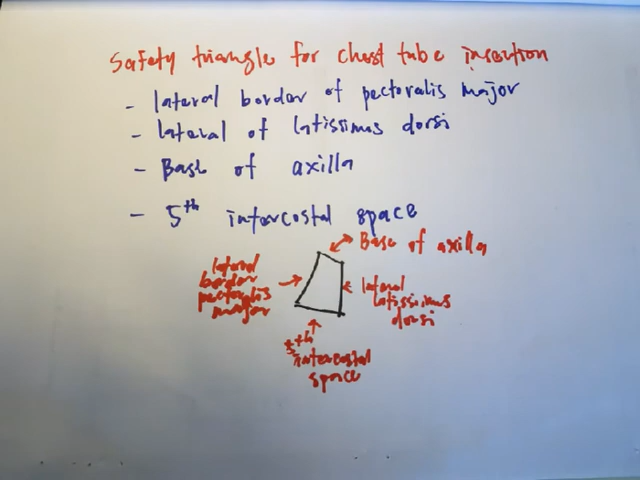 Safety triangle for chest tube insertion
- lateral border of pectoralis major
- lateral of latissimus dorsi
- Base of axilla
- 5th intercostal space
Base of axilla
lateral
border
pectoralis
major
lateral
latissimus
dorsi
5th
intercostal
space